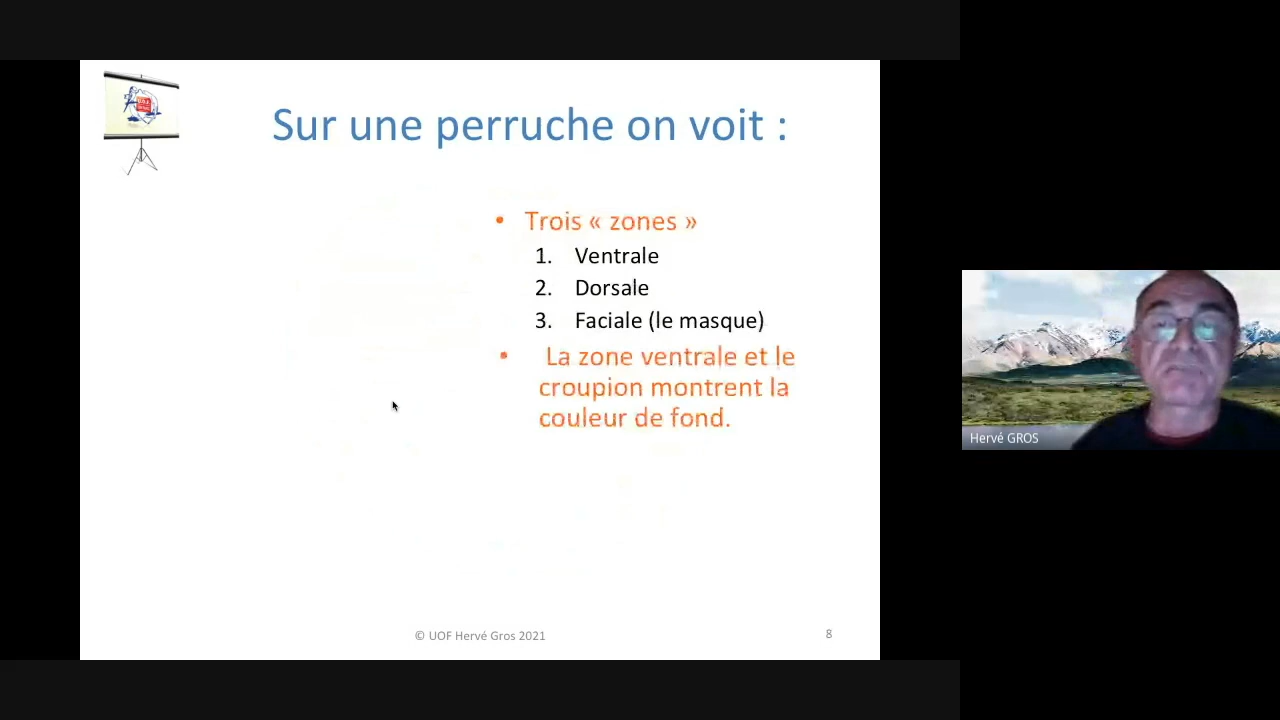 Sur une perruche on voit :
• Trois « zones »
1. Ventrale
2. Dorsale
3. Faciale (le masque)
• La zone ventrale et le
croupion montrent la
couleur de fond.
Hervé GROS
© UOF Hervé Gros 2021
8